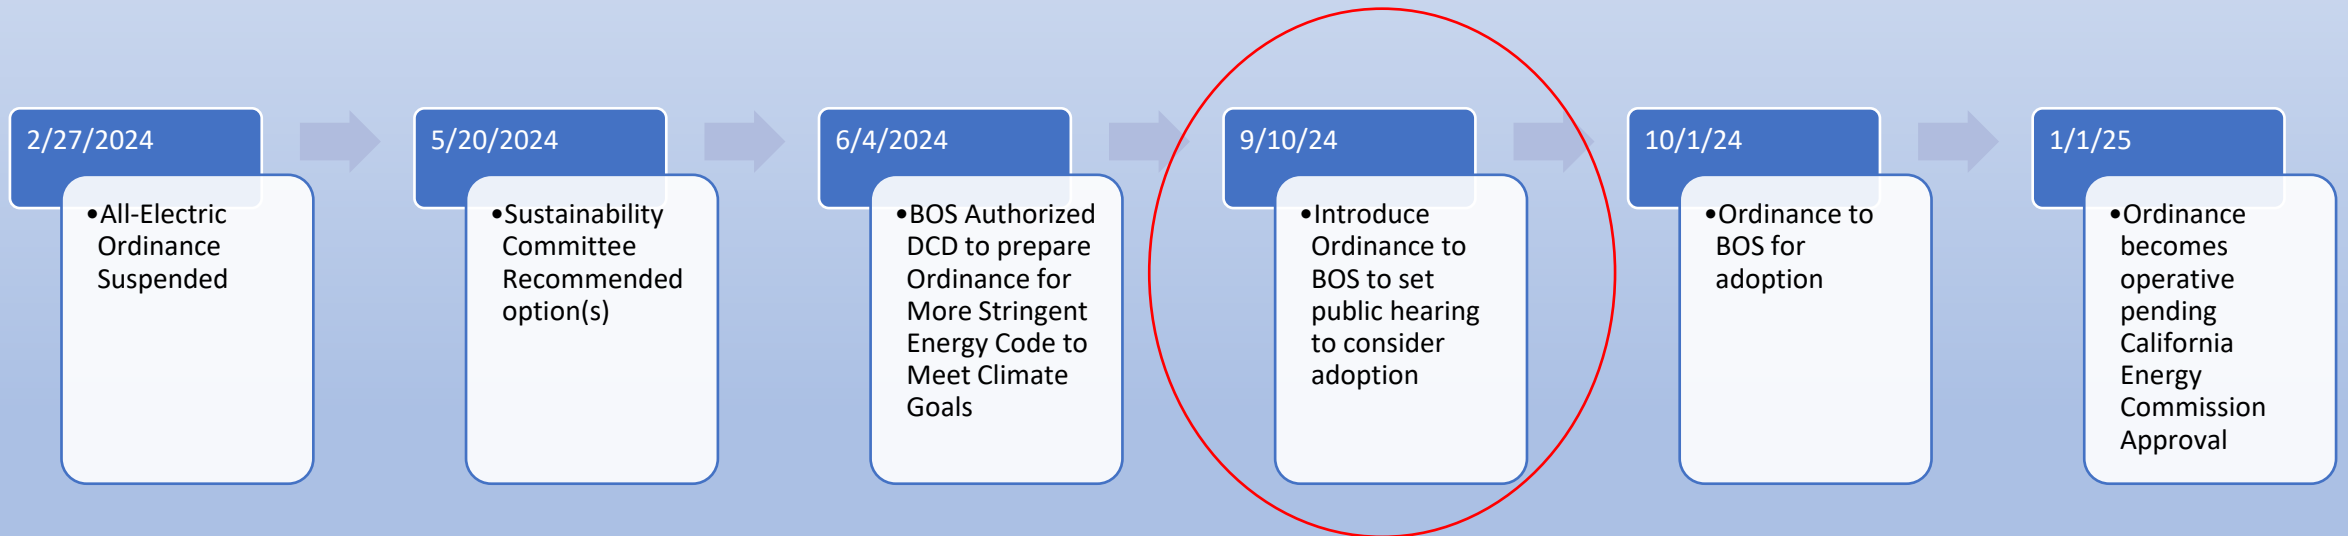 2/27/2024
•All-Electric
Ordinance
Suspended
5/20/2024
•Sustainability
Committee
Recommended
option(s)
6/4/2024
•BOS Authorized
DCD to prepare
Ordinance for
More Stringent
Energy Code to
Meet Climate
Goals
9/10/24
•Introduce
Ordinance to
BOS to set
public hearing
to consider
adoption
10/1/24
•Ordinance to
BOS for
adoption
1/1/25
•Ordinance
becomes
operative
pending
California
Energy
Commission
Approval